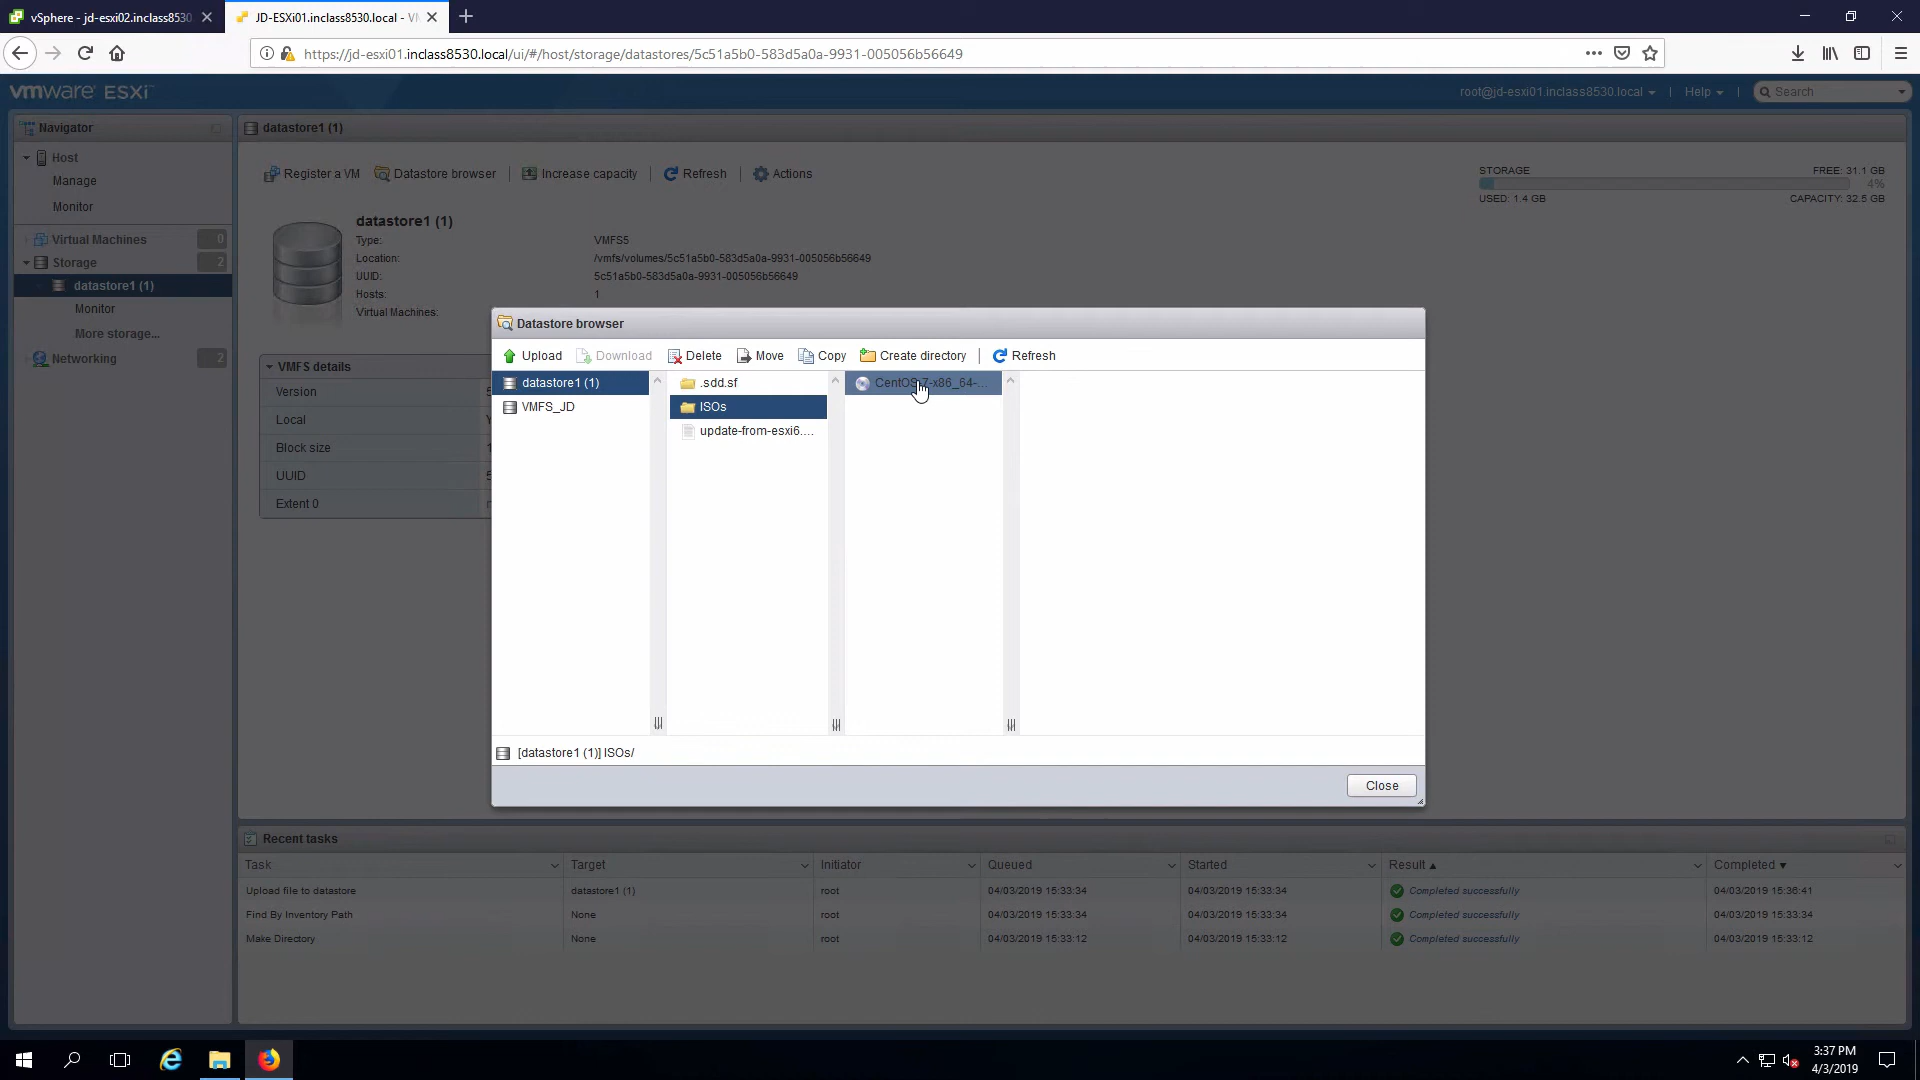 vSphere - jd-esxi02.inclass8530
JD-ESXi01.inclass8530.local - V
https://jd-esxi01.inclass8530.local/ui/#/host/storage/datastores/5c51a5b0-583d5a0a-9931-005056b56649
vmware ESXi
root@jd-esxi01.inclass8530.local
Help
Search
Navigator
Host
Manage
Monitor
Virtual Machines 0
Storage 2
datastore1 (1)
Monitor
More storage...
Networking 2
datastore1 (1)
Register a VM
Datastore browser
Increase capacity
Refresh
Actions
STORAGE
FREE: 31.1 GB
4%
USED: 1.4 GB
CAPACITY: 32.5 GB
datastore1 (1)
Type: VMFS5
Location: /vmfs/volumes/5c51a5b0-583d5a0a-9931-005056b56649
UUID: 5c51a5b0-583d5a0a-9931-005056b56649
Hosts: 1
Virtual Machines:
VMFS details
Version
Local
Block size
UUID
Extent 0
Datastore browser
Upload
Download
Delete
Move
Copy
Create directory
Refresh
datastore1 (1)
VMFS_JD
.sdd.sf
ISOs
update-from-esxi6....
CentOS-7-x86_64-...
[datastore1 (1)] ISOs/
Close
Recent tasks
Task Target Initiator Queued Started Result Completed
Upload file to datastore datastore1 (1) root 04/03/2019 15:33:34 04/03/2019 15:33:34 Completed successfully 04/03/2019 15:36:41
Find By Inventory Path None root 04/03/2019 15:33:34 04/03/2019 15:33:34 Completed successfully 04/03/2019 15:33:34
Make Directory None root 04/03/2019 15:33:12 04/03/2019 15:33:12 Completed successfully 04/03/2019 15:33:12
3:37 PM
4/3/2019